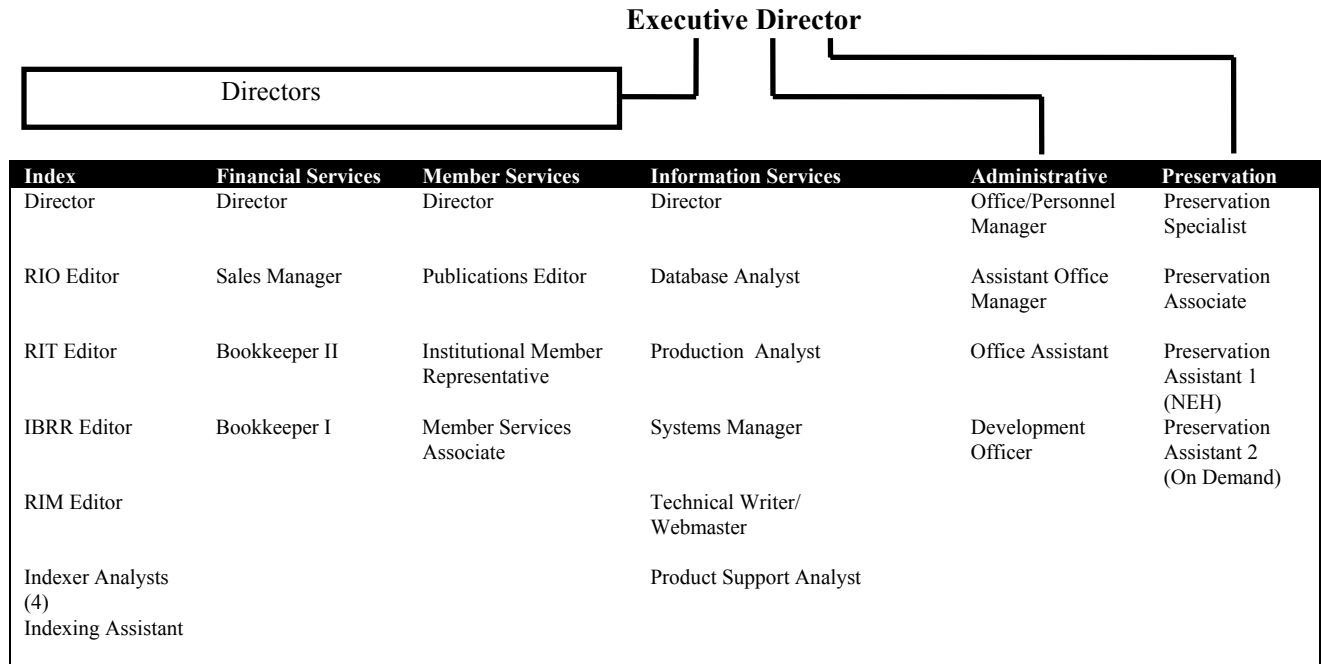 Executive Director
Directors
Index Financial Services Member Services Information Services Administrative Preservation
Director Director Director Director Office/Personnel Preservation
Manager Specialist
RIO Editor Sales Manager Publications Editor Database Analyst Assistant Office Preservation
Manager Associate
RIT Editor Bookkeeper II Institutional Member Production Analyst Office Assistant Preservation
Representative Assistant 1
(NEH)
IBRR Editor Bookkeeper I Member Services Systems Manager Development Preservation
Associate Officer Assistant 2
(On Demand)
RIM Editor Technical Writer/
Webmaster
Indexer Analysts Product Support Analyst
(4)
Indexing Assistant